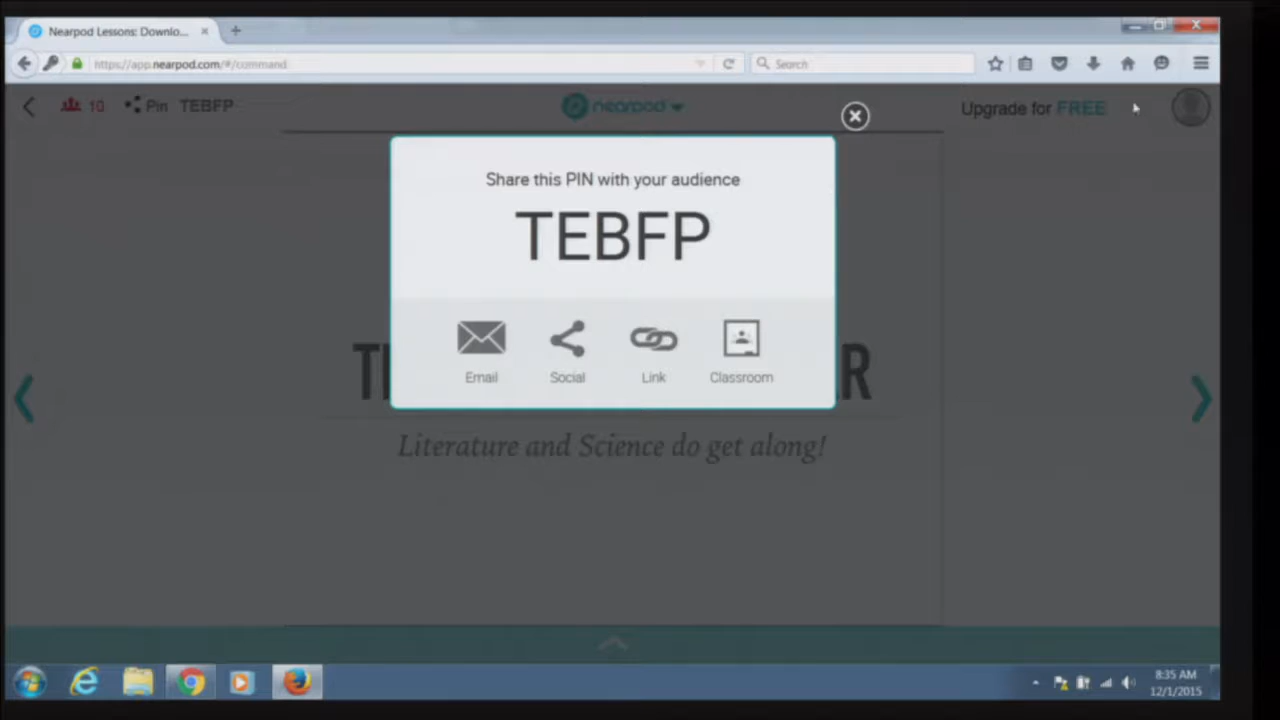 Nearpod Lessons: Downlo...
https://app.nearpod.com/#/command
Search
10
Pin TEBFP
nearpod
Upgrade for FREE
Share this PIN with your audience
TEBFP
Email
Social
Link
Classroom
Literature and Science do get along!
8:35 AM
12/1/2015